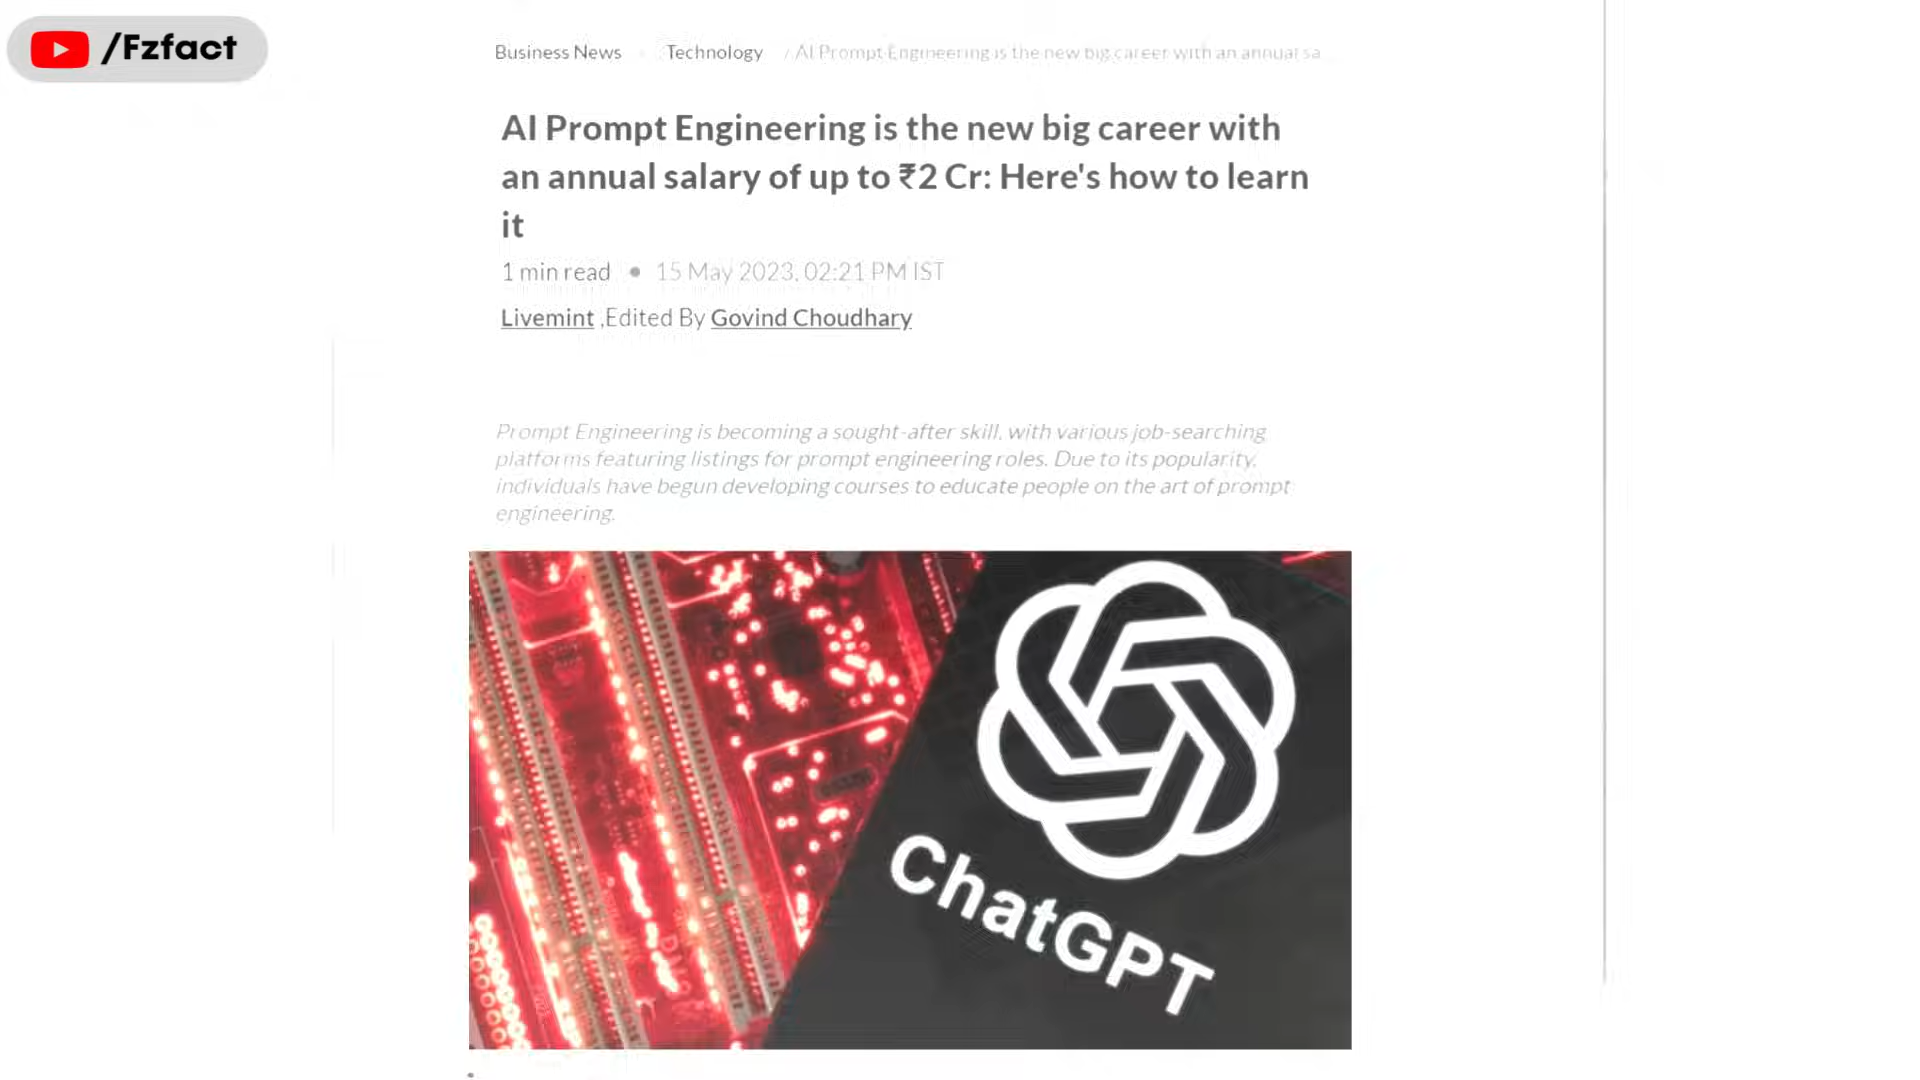 /Fzfact
Business News
Technology / AI Prompt Engineering is the new big career with an annual sa
AI Prompt Engineering is the new big career with
an annual salary of up to ₹2 Cr: Here's how to learn
it
1 min read • 15 May 2023, 02:21 PM IST
Livemint ,Edited By Govind Choudhary
Prompt Engineering is becoming a sought-after skill, with various job-searching
platforms featuring listings for prompt engineering roles. Due to its popularity,
individuals have begun developing courses to educate people on the art of prompt
engineering.
ChatGPT